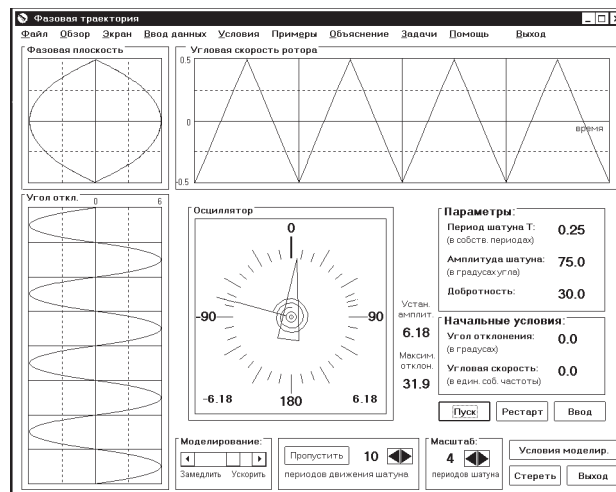 Фазовая траектория
Файл Обзор Экран Ввод данных Условия Примеры Объяснение Задачи Помощь Выход
Фазовая плоскость
Угловая скорость ротора
0.5
0
-0.5
время
Угол откл.
0 6
Осциллятор
0
-90 90
180
-6.18 6.18
Устан. амплит.
6.18
Максим. отклон.
31.9
Параметры:
Период шатуна T: 0.25
(в собств. периодах)
Амплитуда шатуна: 75.0
(в градусах угла)
Добротность: 30.0
Начальные условия:
Угол отклонения: 0.0
(в градусах)
Угловая скорость: 0.0
(в един. соб. частоты)
Пуск Рестарт Ввод
Моделирование:
Замедлить Ускорить
Пропустить 10
периодов движения шатуна
Масштаб:
4
периодов шатуна
Условия моделир.
Стереть Выход